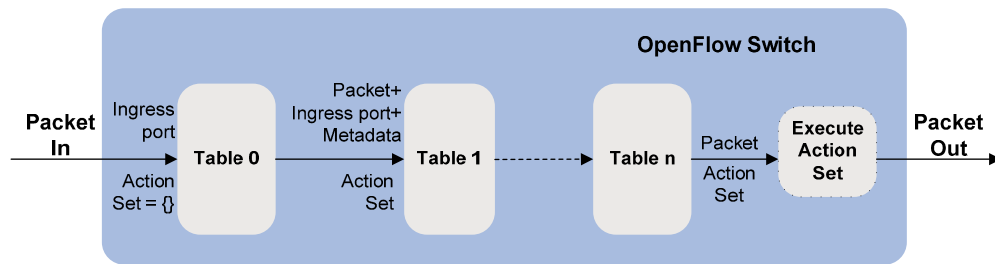 OpenFlow Switch
Packet
In
Ingress
port
Action
Set = {}
Table 0
Packet+
Ingress port+
Metadata
Action
Set
Table 1
Table n
Packet
Action
Set
Execute
Action
Set
Packet
Out